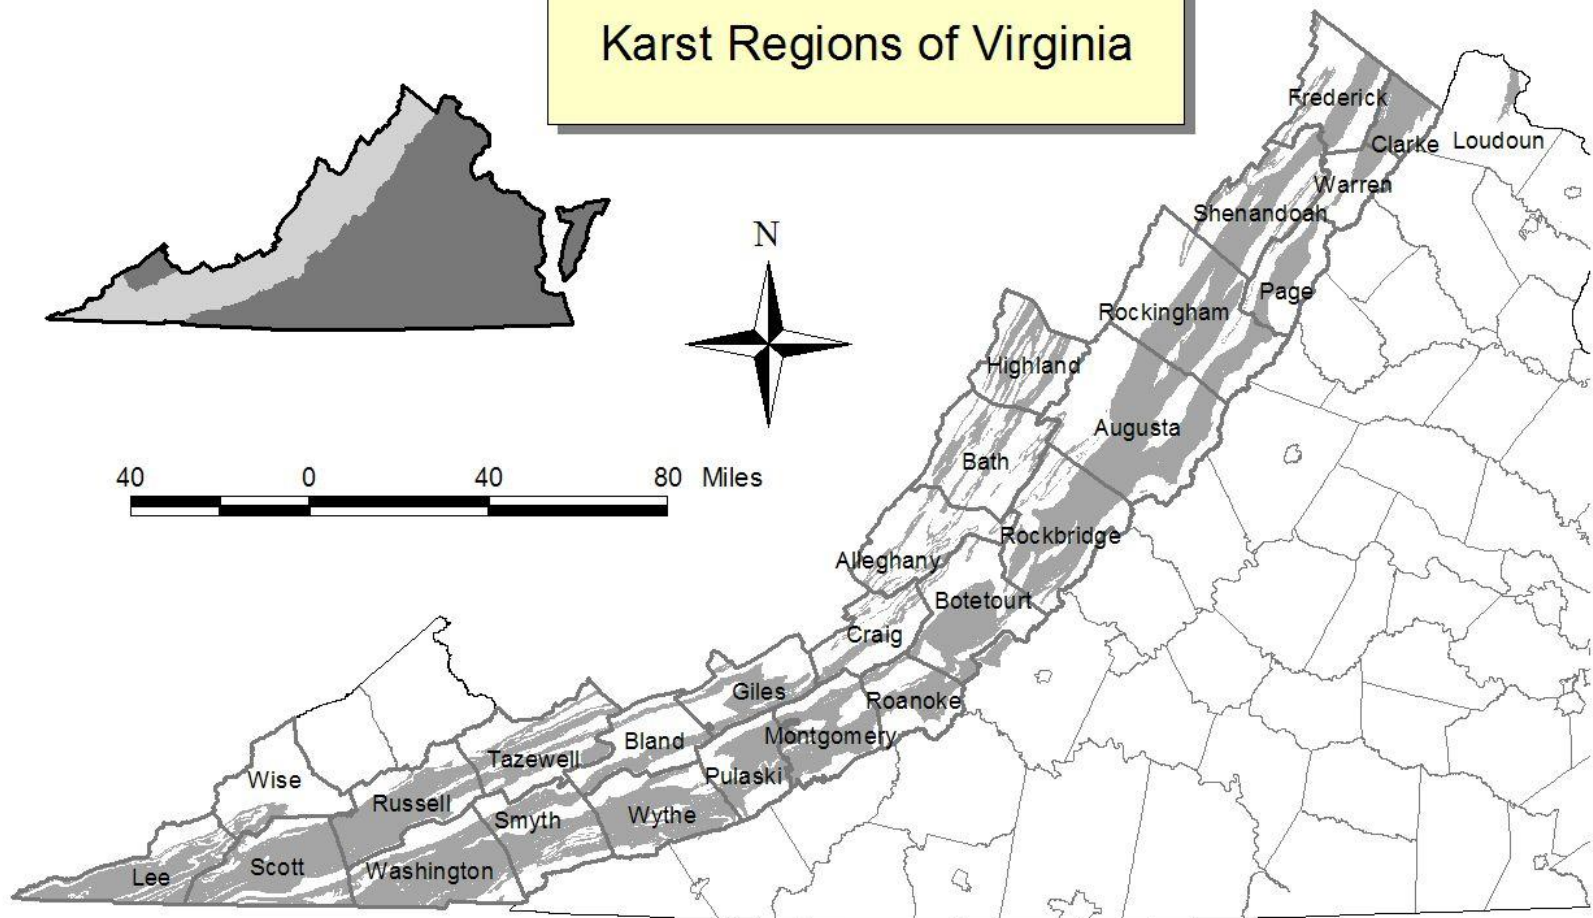 Karst Regions of Virginia
Frederick
Clarke
Loudoun
Warren
Shenandoah
N
Page
Rockingham
Highland
Augusta
Bath
40 0 40 80 Miles
Rockbridge
Alleghany
Botetourt
Craig
Giles
Roanoke
Bland
Montgomery
Tazewell
Pulaski
Wise
Russell
Smyth
Wythe
Scott
Washington
Lee